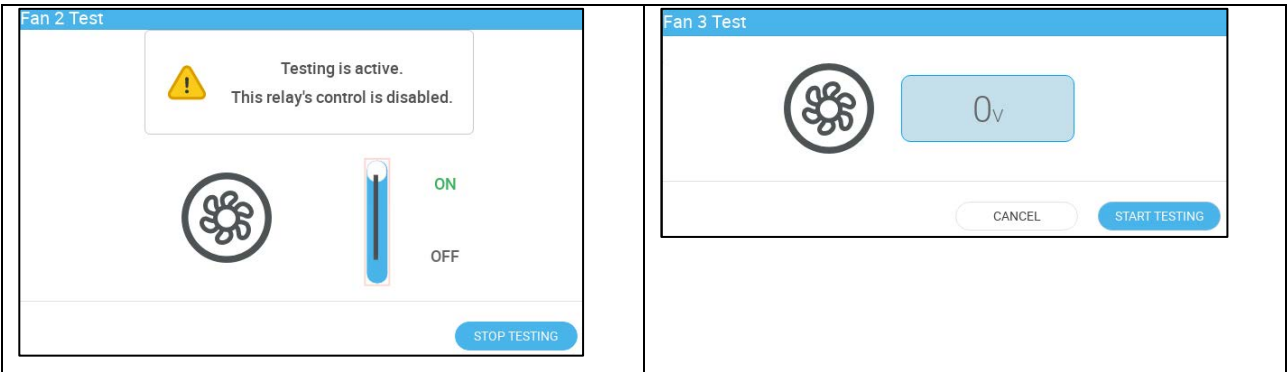 Fan 2 Test
!
Testing is active.
This relay's control is disabled.
ON
OFF
STOP TESTING
Fan 3 Test
0V
CANCEL
START TESTING